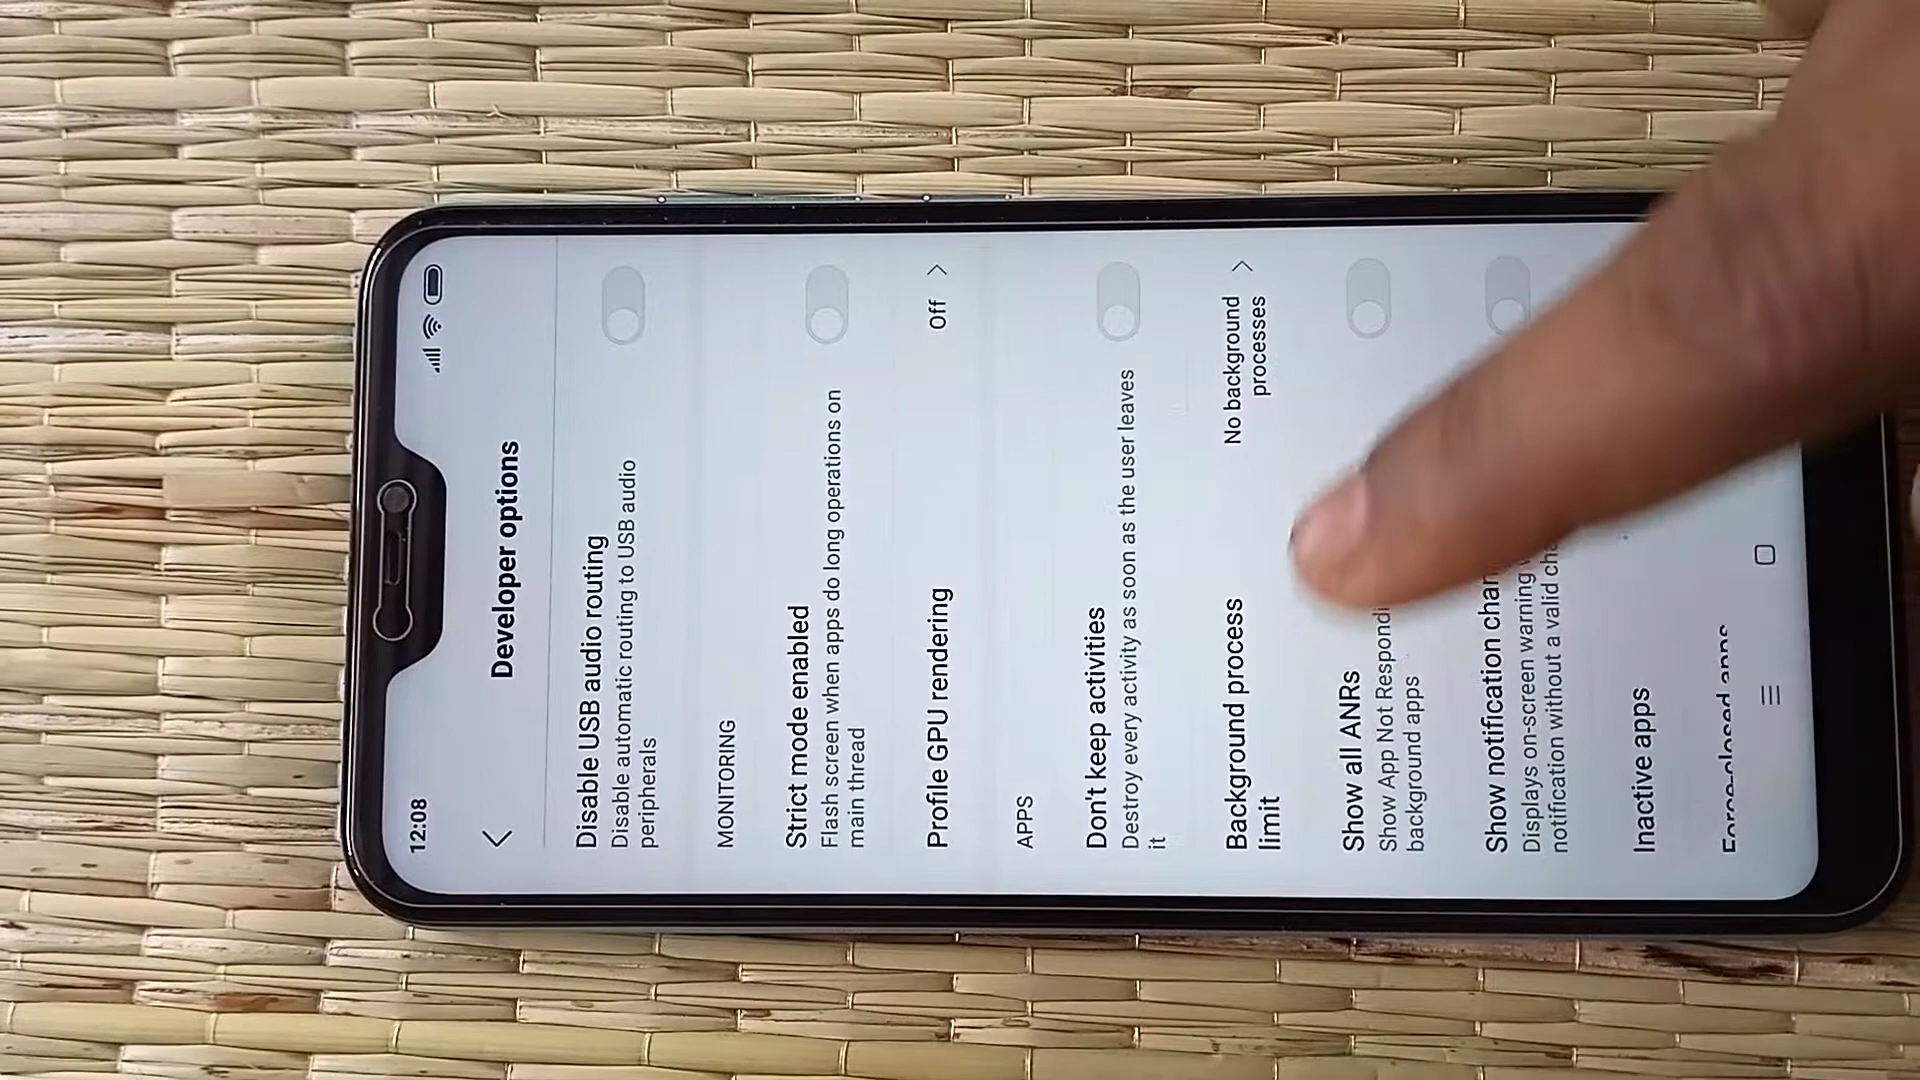 12:08
Developer options
Disable USB audio routing
Disable automatic routing to USB audio
peripherals
MONITORING
Strict mode enabled
Flash screen when apps do long operations on
main thread
Profile GPU rendering
Off
APPS
Don't keep activities
Destroy every activity as soon as the user leaves
it
Background process
limit
No background
processes
Show all ANRs
Show App Not
background apps
Show notification
Displays on-screen warning
notification without a valid
Inactive apps